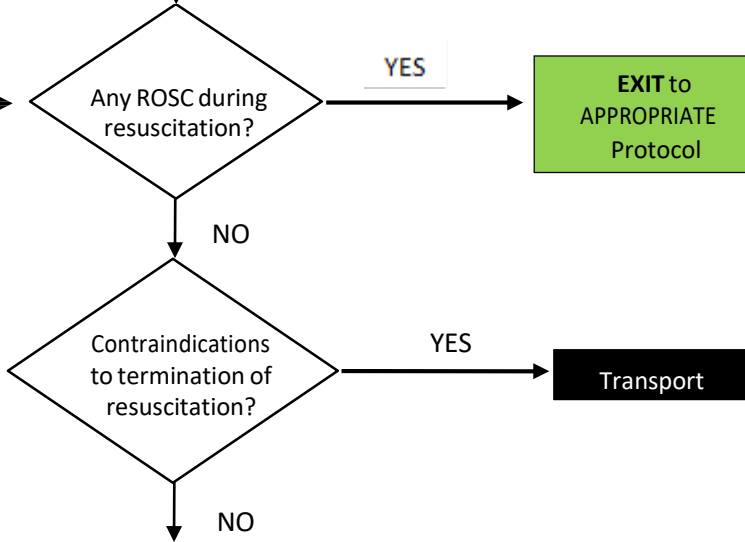 Any ROSC during
resuscitation?
YES
EXIT to
APPROPRIATE
Protocol
NO
Contraindications
to termination of
resuscitation?
YES
Transport
NO